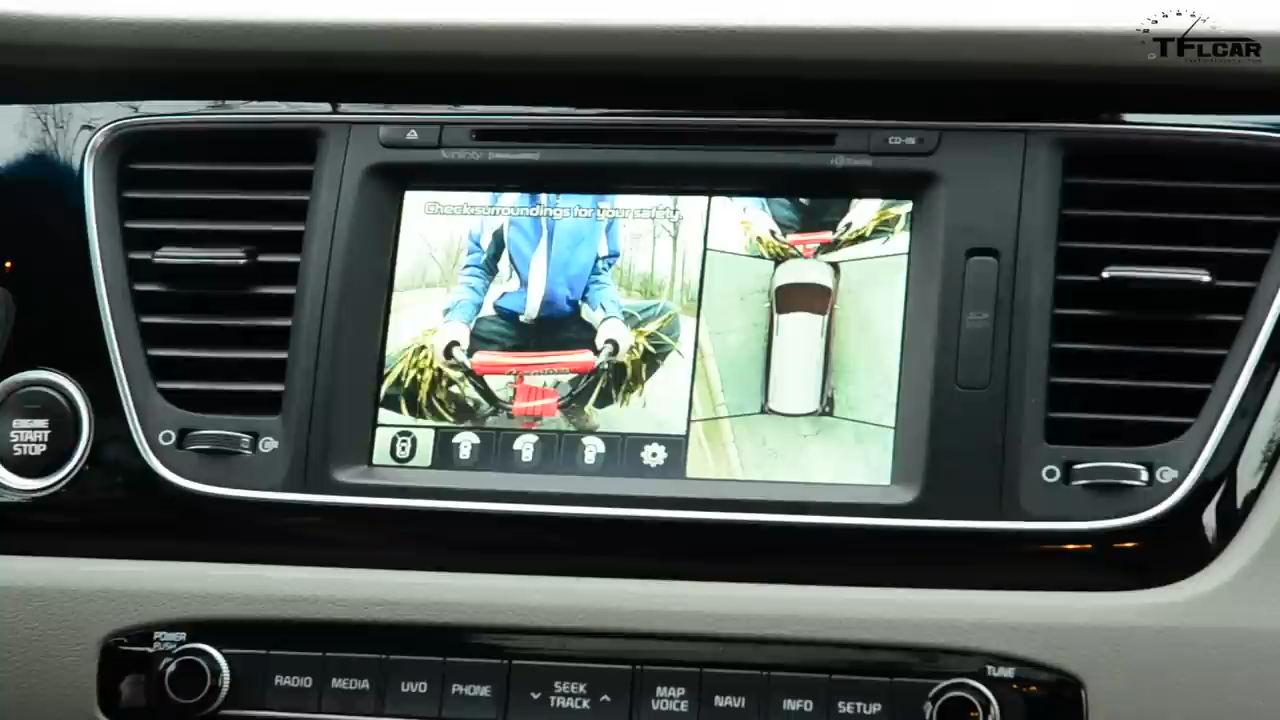 TFLCAR
CD-IN
Check surroundings for your safety.
ENGINE
START
STOP
POWER
PUSH
RADIO
MEDIA
UVO
PHONE
SEEK
TRACK
MAP
VOICE
NAVI
INFO
SETUP
TUNE